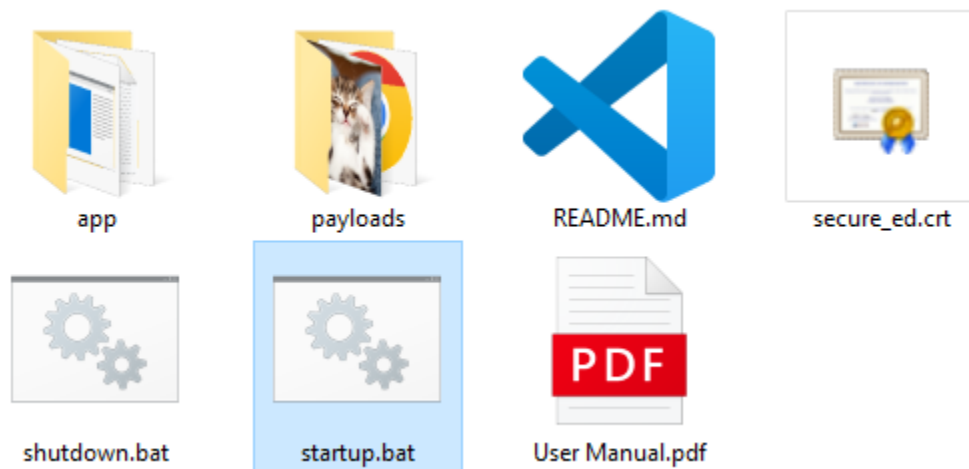 app
payloads
README.md
secure_ed.crt
shutdown.bat
startup.bat
PDF
User Manual.pdf